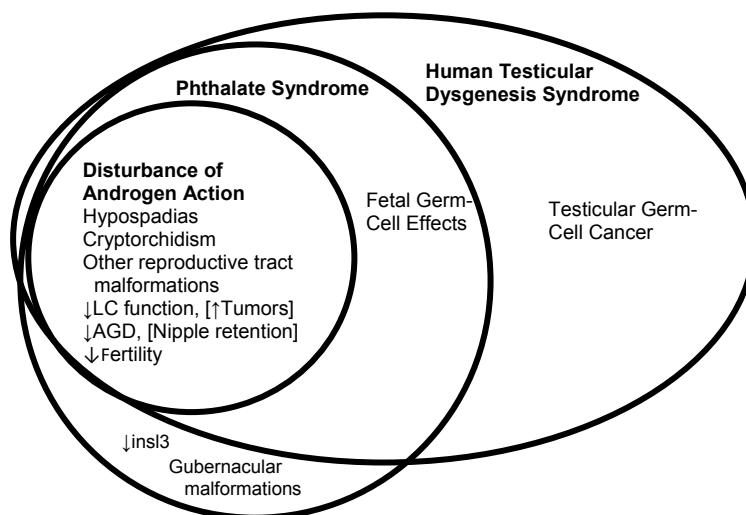 Phthalate Syndrome
Human Testicular
Dysgenesis Syndrome
Disturbance of
Androgen Action
Hypospadias
Cryptorchidism
Other reproductive tract
malformations
↓LC function, [↑Tumors]
↓AGD, [Nipple retention]
↓Fertility
Fetal Germ-
Cell Effects
Testicular Germ-
Cell Cancer
↓insl3
Gubernacular
malformations